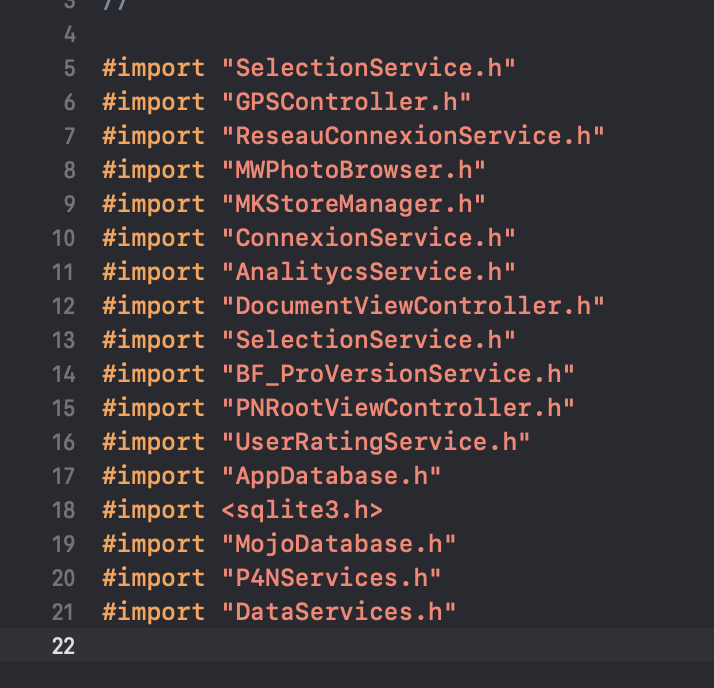 3 //
4
5 #import "SelectionService.h"
6 #import "GPSController.h"
7 #import "ReseauConnexionService.h"
8 #import "MWPhotoBrowser.h"
9 #import "MKStoreManager.h"
10 #import "ConnexionService.h"
11 #import "AnalitycsService.h"
12 #import "DocumentViewController.h"
13 #import "SelectionService.h"
14 #import "BF_ProVersionService.h"
15 #import "PNRootViewController.h"
16 #import "UserRatingService.h"
17 #import "AppDatabase.h"
18 #import <sqlite3.h>
19 #import "MojoDatabase.h"
20 #import "P4NServices.h"
21 #import "DataServices.h"
22